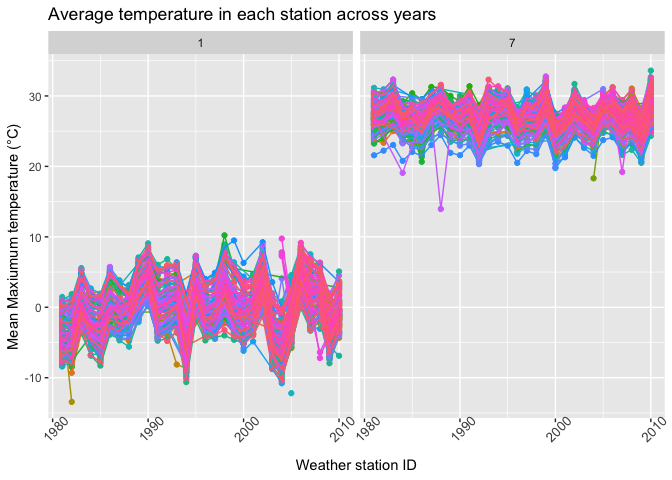 Average temperature in each station across years
1 7
Mean Maxiumum temperature (°C)
30
20
10
0
-10
1980 1990 2000 2010 1980 1990 2000 2010
Weather station ID